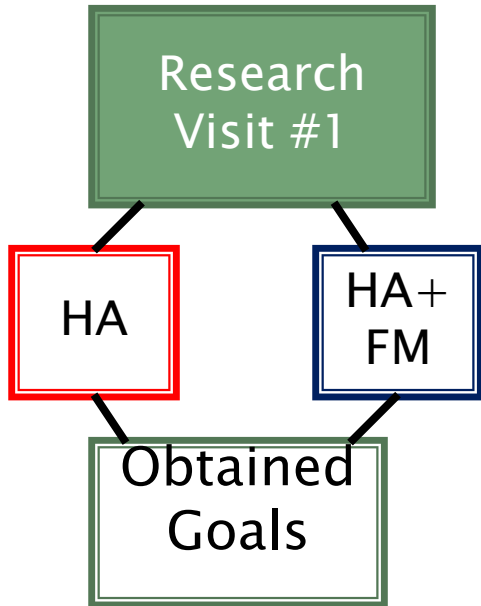 Research
Visit #1
HA
HA+
FM
Obtained
Goals